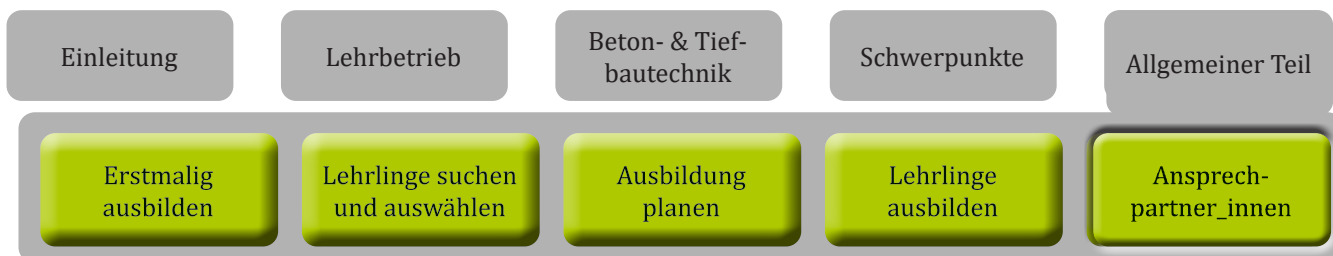 Einleitung
Lehrbetrieb
Beton- & Tief-
bautechnik
Schwerpunkte
Allgemeiner Teil
Erstmalig
ausbilden
Lehrlinge suchen
und auswählen
Ausbildung
planen
Lehrlinge
ausbilden
Ansprech-
partner_innen